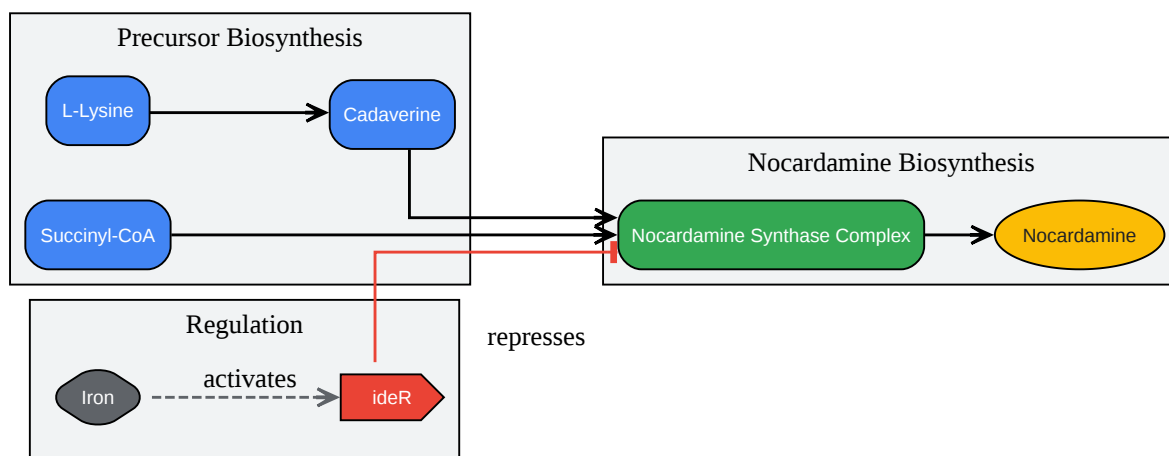 Precursor Biosynthesis
L-Lysine
Cadaverine
Succinyl-CoA
Nocardamine Biosynthesis
Nocardamine Synthase Complex
Nocardamine
Regulation
represses
activates
Iron
ideR